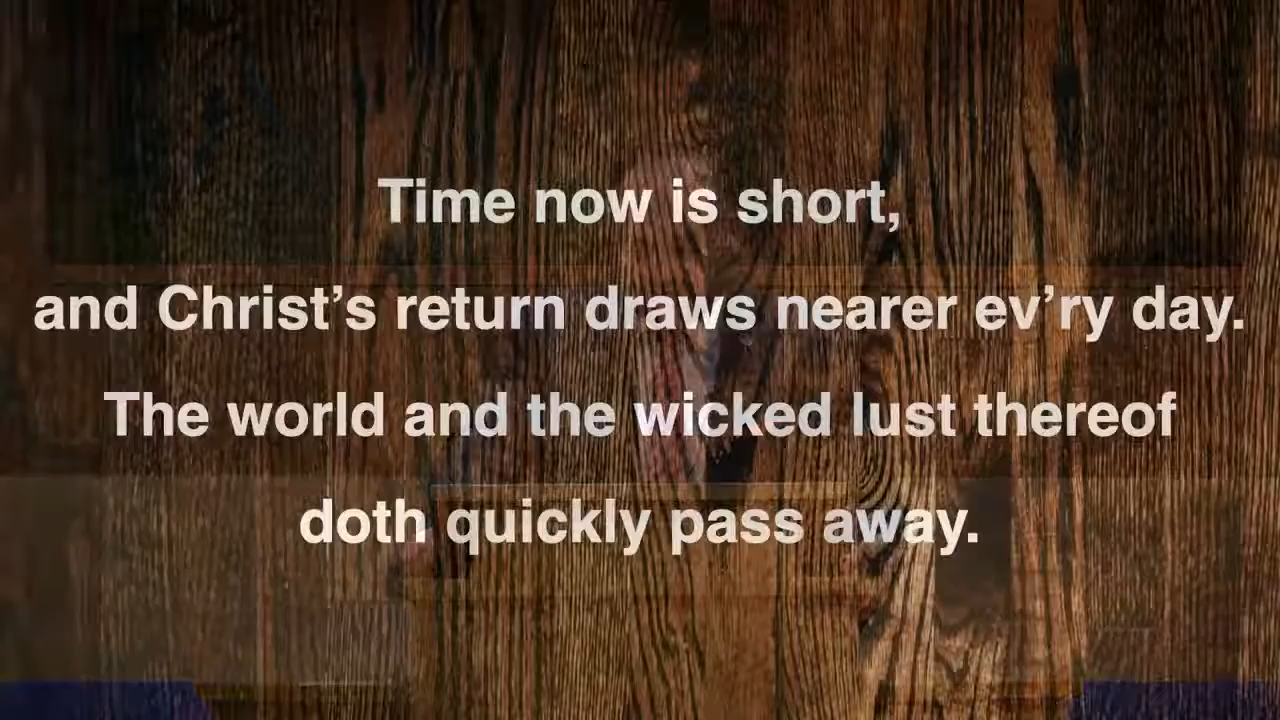 Time now is short,
and Christ’s return draws nearer ev’ry day.
The world and the wicked lust thereof
doth quickly pass away.